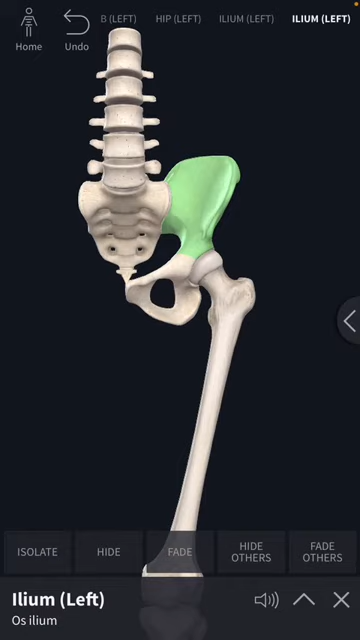 B (LEFT) HIP (LEFT) ILIUM (LEFT) ILIUM (LEFT)
Home Undo
ISOLATE HIDE FADE HIDE OTHERS FADE OTHERS
Ilium (Left)
Os ilium